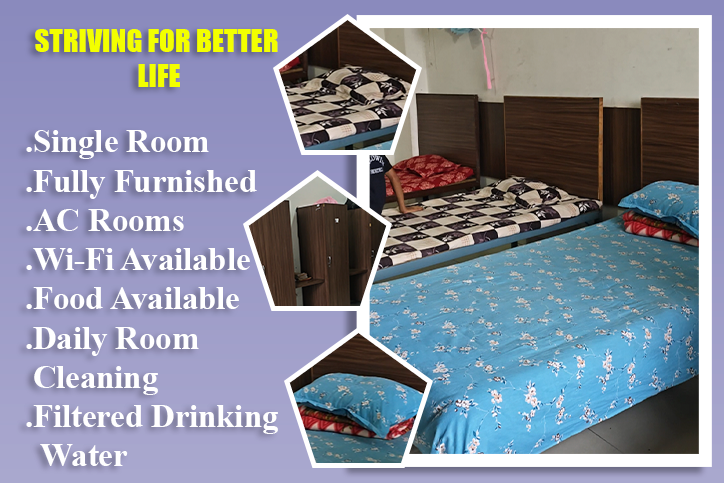 STRIVING FOR BETTER
LIFE
.Single Room
.Fully Furnished
.AC Rooms
.Wi-Fi Available
.Food Available
.Daily Room
Cleaning
.Filtered Drinking
Water